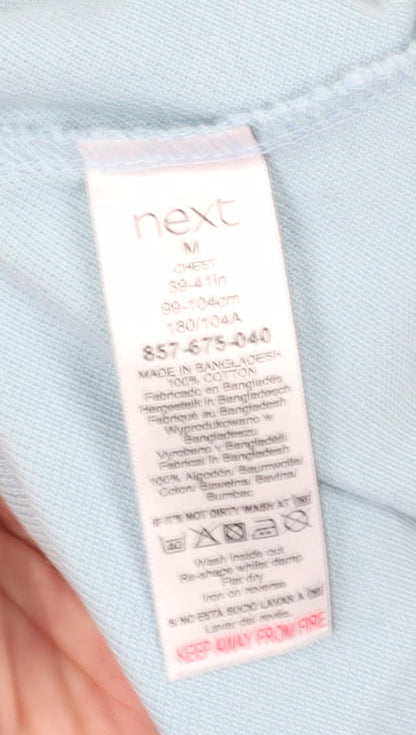 next
M
CHEST
39-41in
99-104cm
180/104A
857-675-040
MADE IN BANGLADESH
100% COTTON
Fabricado en Bangladés
Hergestellt in Bangladesch
Fabriqué au Bangladesh
Wyprodukowano w
Bangladeszu
Vyrobeno V Bangladéši
Fabricat în Bangladesh
100% Algodón/ Baumwolle/
Coton/ Bawełna/ Bavlna/
Bumbac
IF IT'S NOT DIRTY WASH AT
40
Wash inside out
Re-shape whilst damp
Flat dry
Iron on reverse
SI NO ESTÁ SUCIO LAVAR A
Lavar del revés
KEEP AWAY FROM FIRE